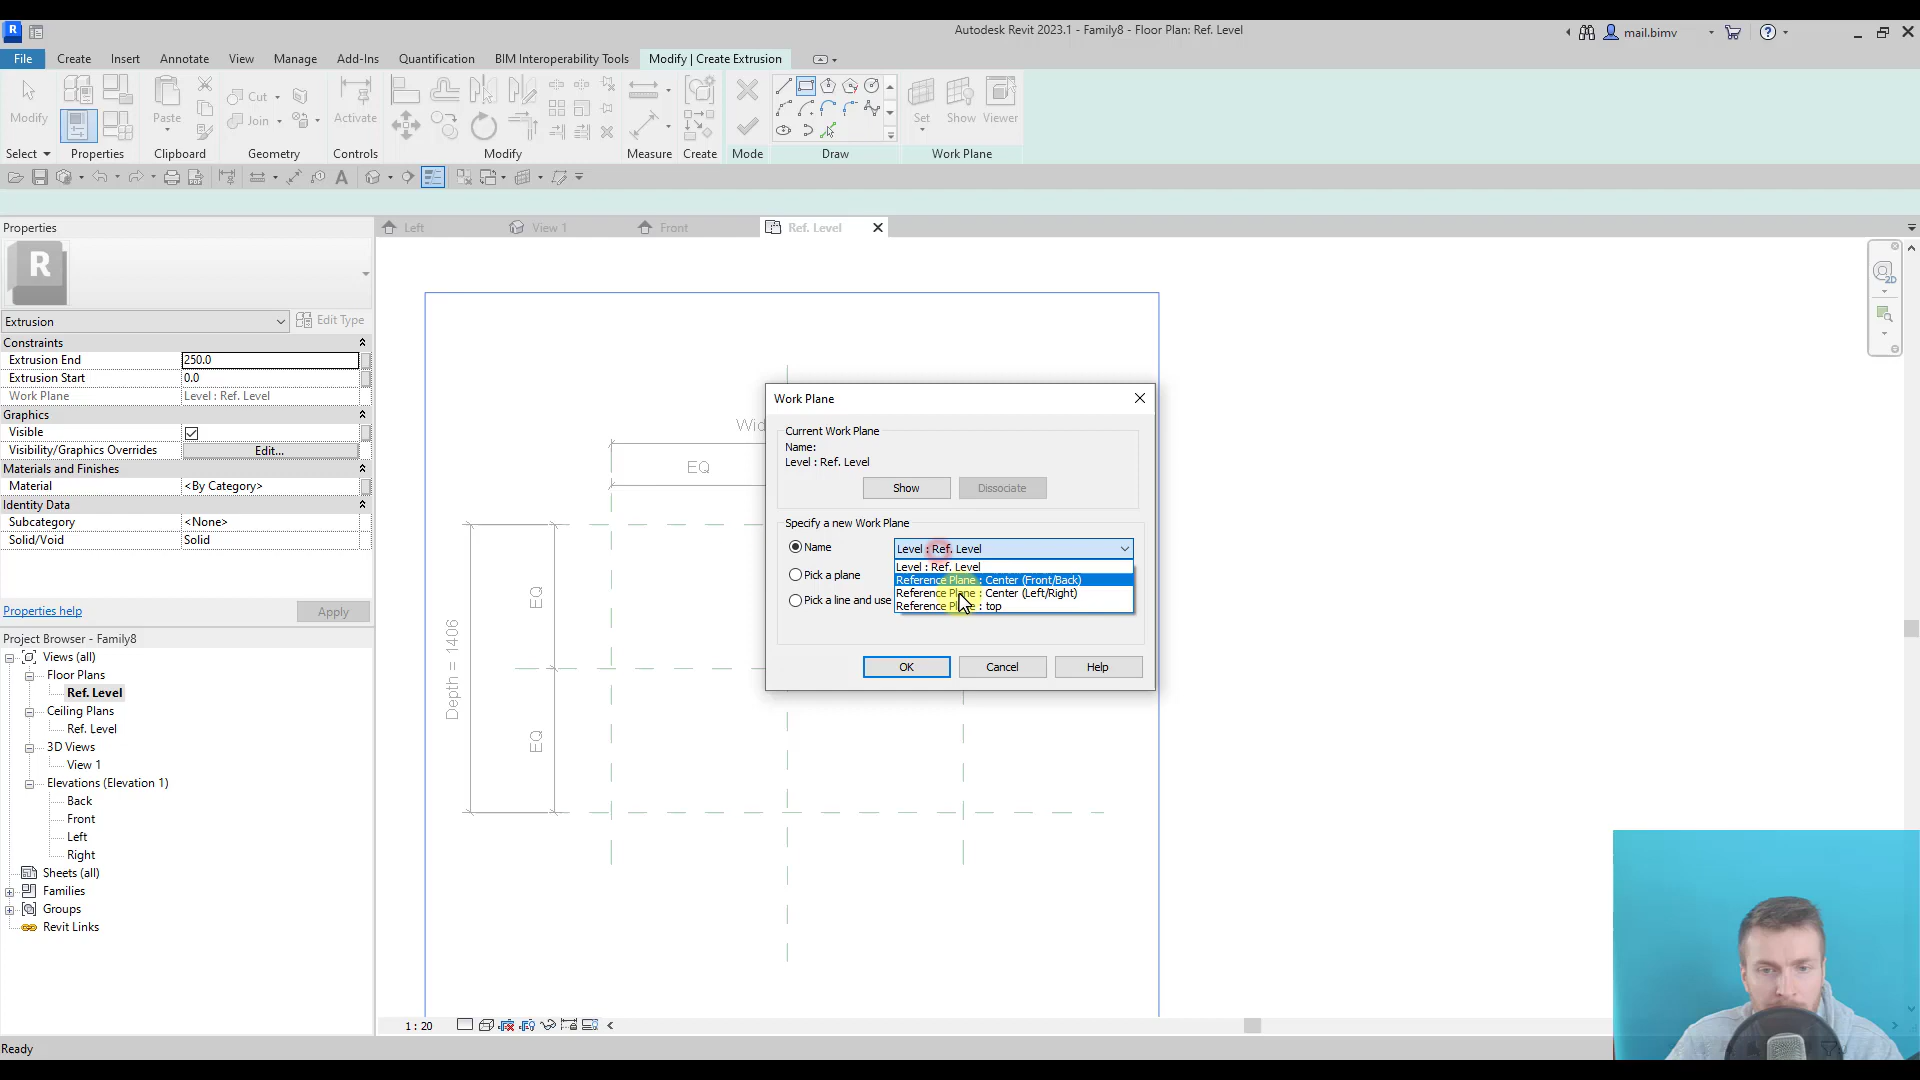 R
Autodesk Revit 2023.1 - Family8 - Floor Plan: Ref. Level
mail.bimv
File
Create
Insert
Annotate
View
Manage
Add-Ins
Quantification
BIM Interoperability Tools
Modify | Create Extrusion
Modify
Paste
Cut
Join
Activate
Set
Show
Viewer
Select
Properties
Clipboard
Geometry
Controls
Modify
Measure
Create
Mode
Draw
Work Plane
Properties
Left
View 1
Front
Ref. Level
R
Extrusion
Edit Type
Constraints
Extrusion End 250.0
Extrusion Start 0.0
Work Plane Level : Ref. Level
Graphics
Visible
Visibility/Graphics Overrides Edit...
Materials and Finishes
Material <By Category>
Identity Data
Subcategory <None>
Solid/Void Solid
Properties help
Apply
Project Browser - Family8
Views (all)
Floor Plans
Ref. Level
Ceiling Plans
Ref. Level
3D Views
View 1
Elevations (Elevation 1)
Back
Front
Left
Right
Sheets (all)
Families
Groups
Revit Links
Wid
EQ
EQ
Depth = 1406
EQ
Work Plane
Current Work Plane
Name:
Level : Ref. Level
Show
Dissociate
Specify a new Work Plane
Name
Level : Ref. Level
Level : Ref. Level
Pick a plane
Reference Plane : Center (Front/Back)
Reference Plane : Center (Left/Right)
Pick a line and use
Reference Plane : top
OK
Cancel
Help
2D
1 : 20
Ready